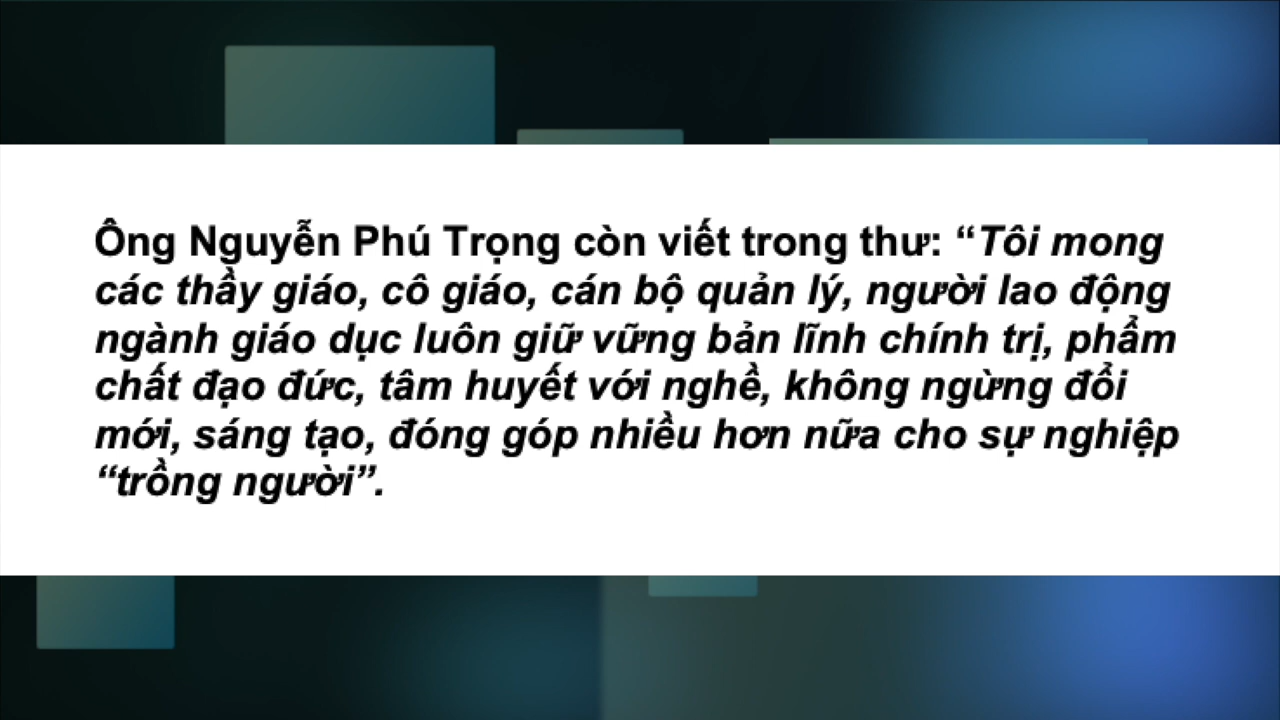 Ông Nguyễn Phú Trọng còn viết trong thư: “Tôi mong
các thầy giáo, cô giáo, cán bộ quản lý, người lao động
ngành giáo dục luôn giữ vững bản lĩnh chính trị, phẩm
chất đạo đức, tâm huyết với nghề, không ngừng đổi
mới, sáng tạo, đóng góp nhiều hơn nữa cho sự nghiệp
“trồng người”.